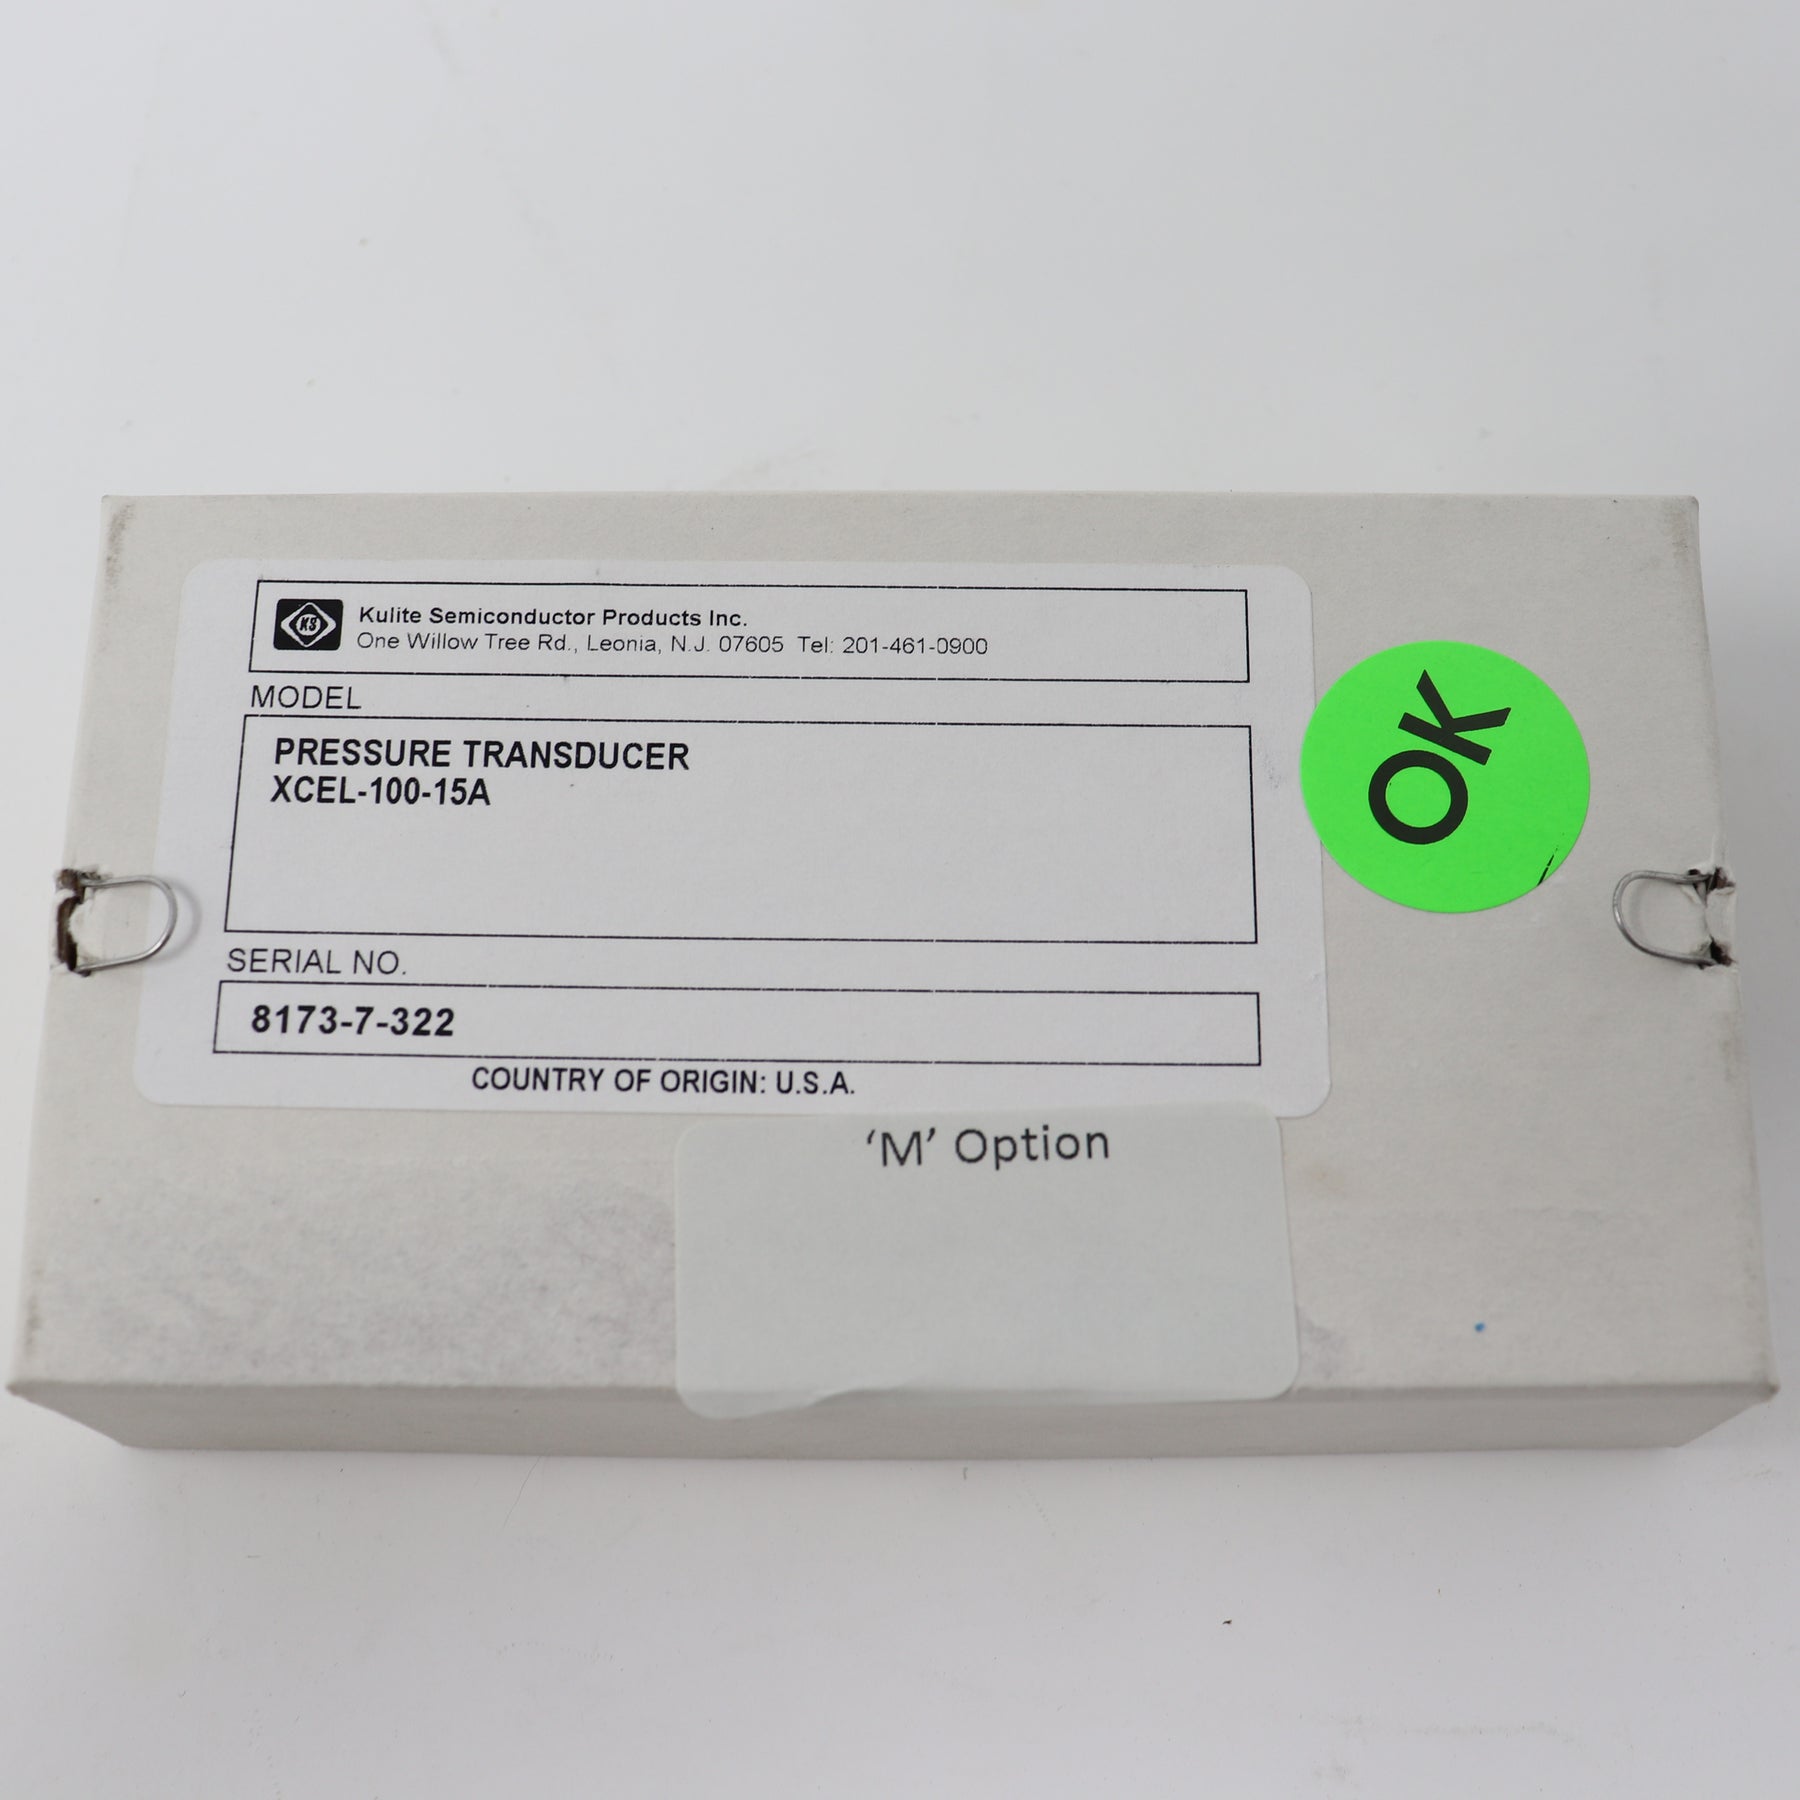 KS
Kulite Semiconductor Products Inc.
One Willow Tree Rd., Leonia, N.J. 07605 Tel: 201-461-0900
MODEL
PRESSURE TRANSDUCER
XCEL-100-15A
OK
SERIAL NO.
8173-7-322
COUNTRY OF ORIGIN: U.S.A.
‘M’ Option